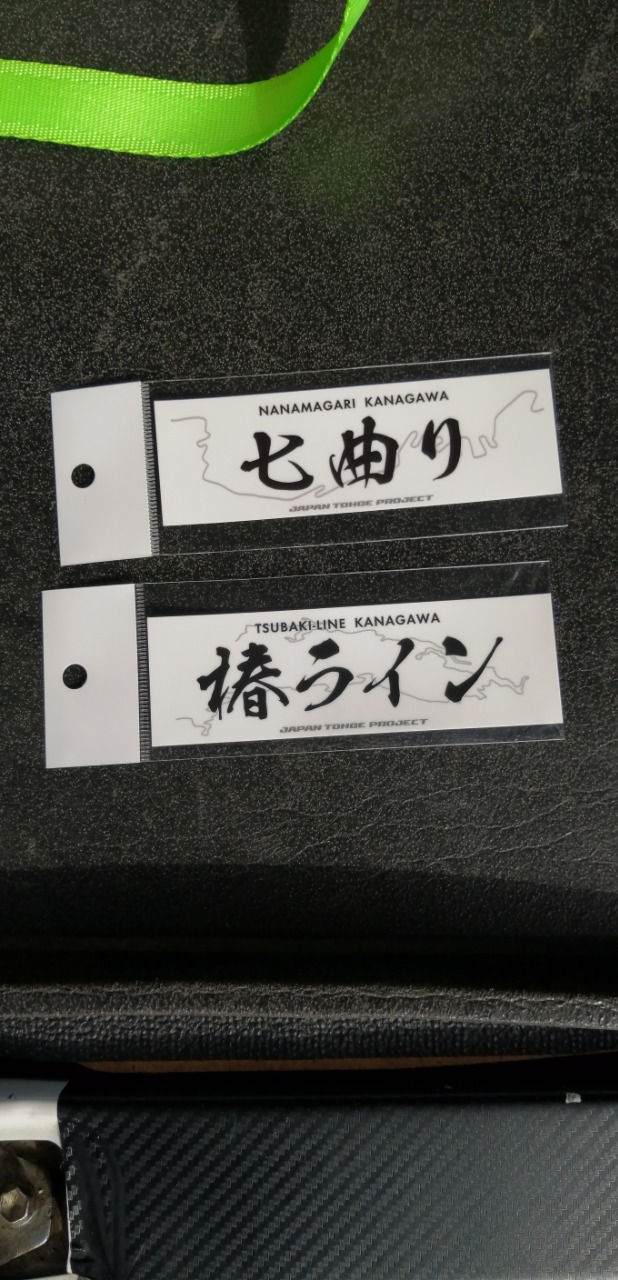 NANAMAGARI KANAGAWA
七曲り
JAPAN TOHGE PROJECT
TSUBAKI-LINE KANAGAWA
椿ライン
JAPAN TOHGE PROJECT